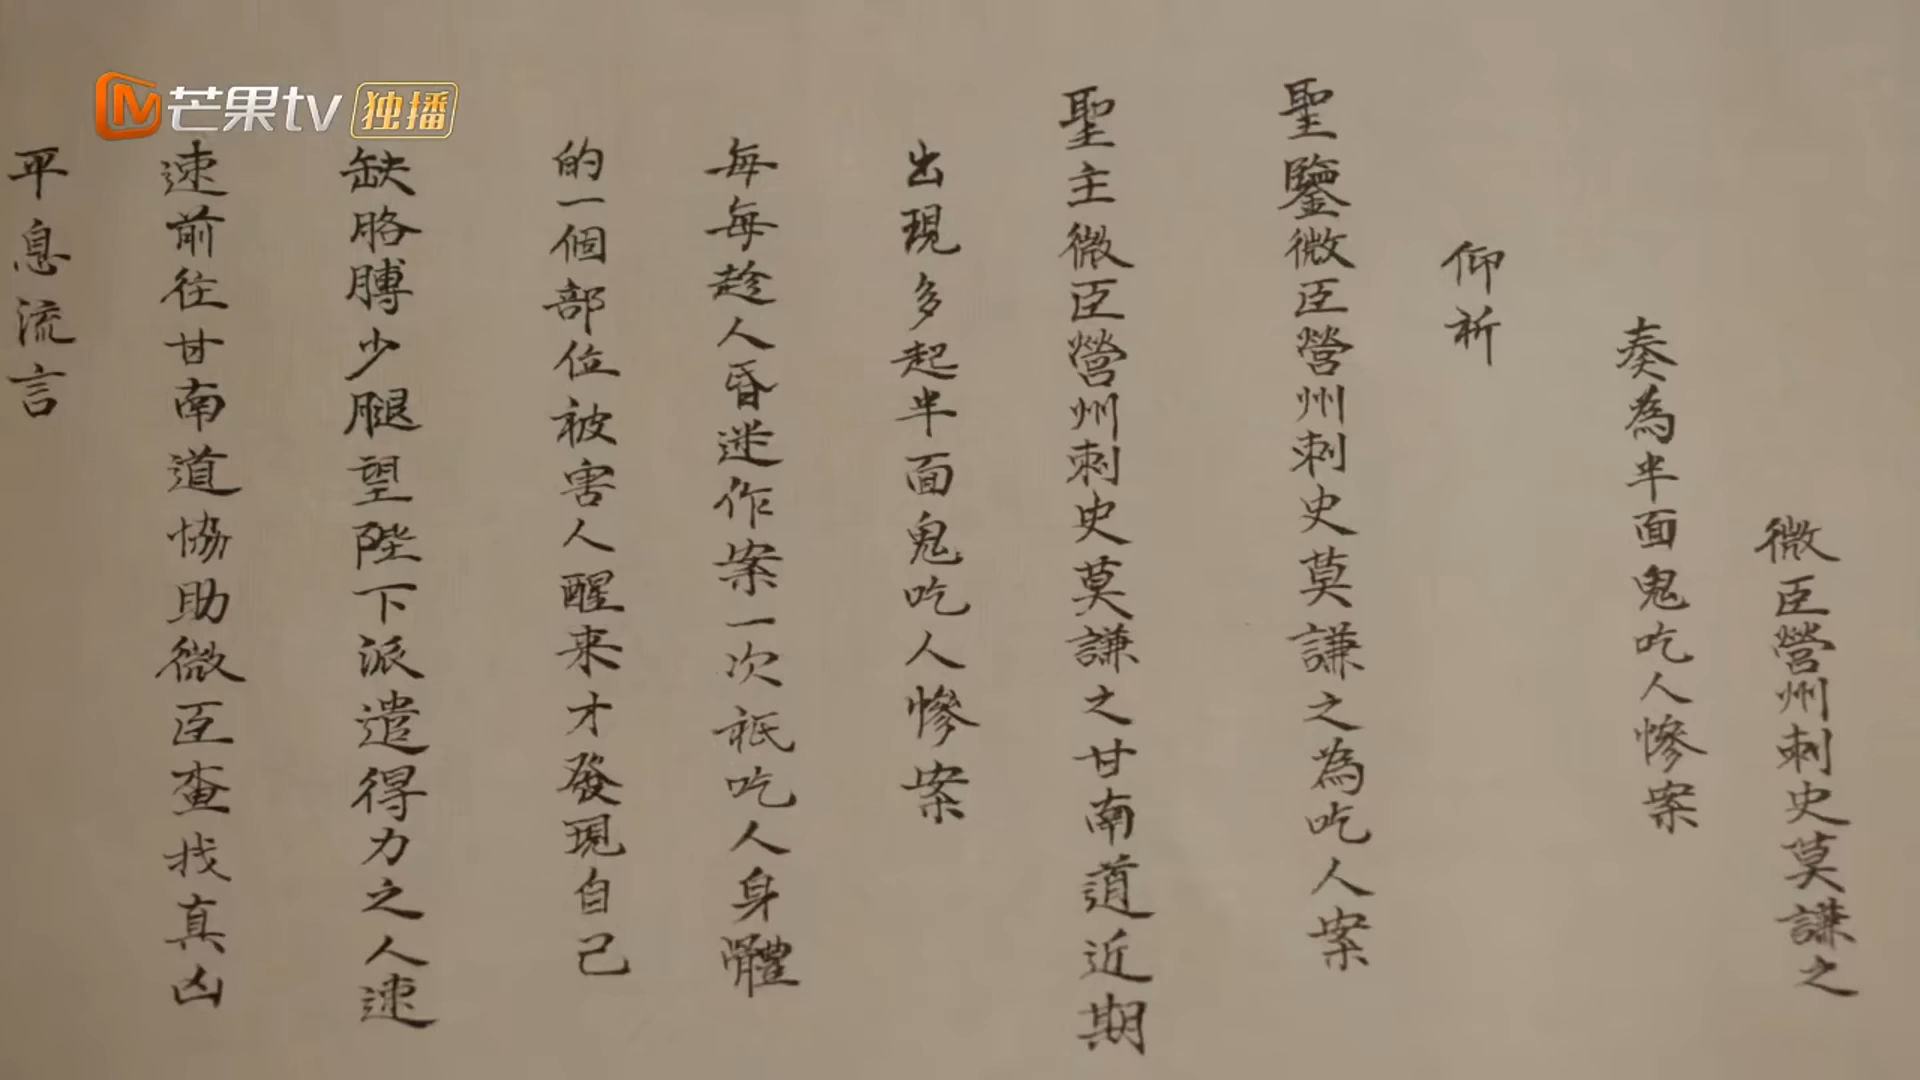 芒果tv 独播
微臣營州刺史莫謙之
奏為半面鬼吃人慘案
仰祈
聖鑒微臣營州刺史莫謙之為吃人案
聖主微臣營州刺史莫謙之甘南道近期
出現多起半面鬼吃人慘案
每每趁人昏迷作案一次祇吃人身體
的一個部位被害人醒来才發現自己
缺胳膊少腿望陛下派遣得力之人速
速前往甘南道協助微臣查找真凶
平息流言